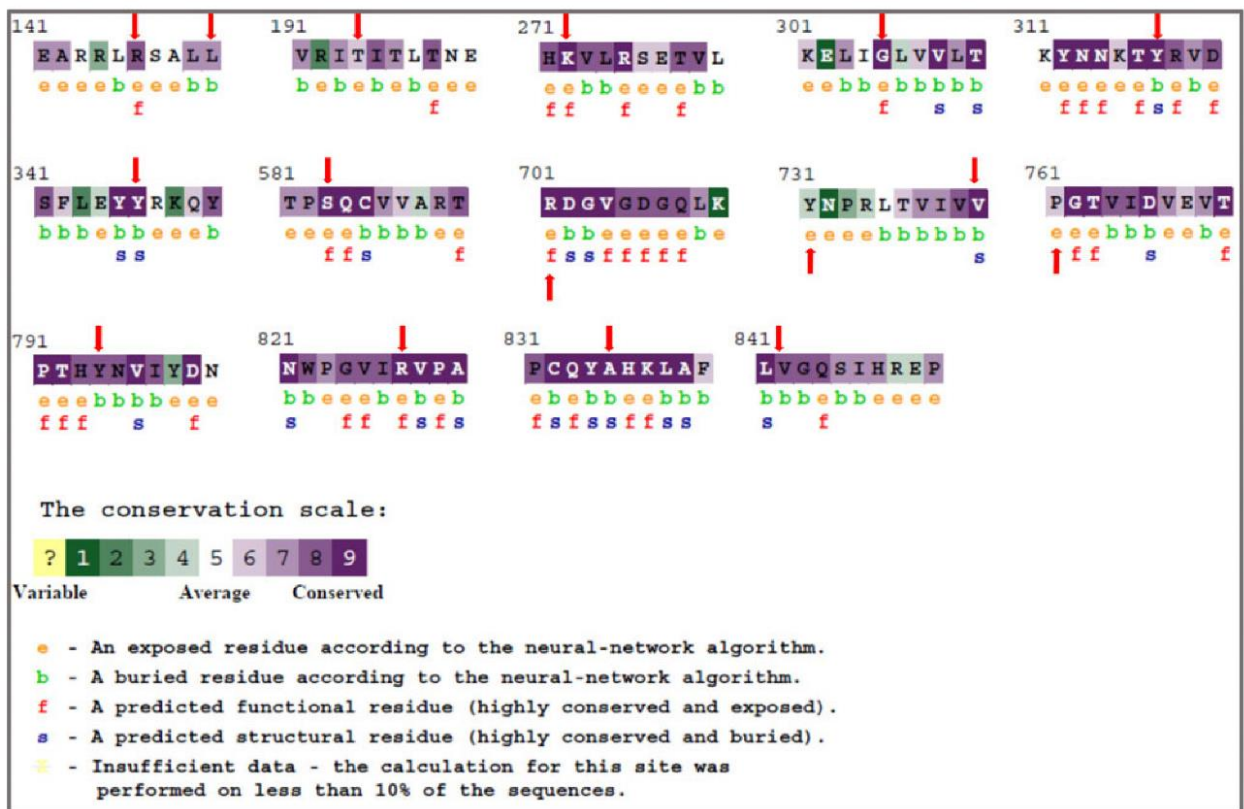 141 191 271 301 311
EARRLRSALL VRITITLTNE HKVLRSETVL KELIGLVVLT KYNNKTYRVD
eeeebeeebb bebebebeee eebbeeeebb eebbebbbbb eeeeeeebebe
f f ff f f f s s fff fsf f
341 581 701 731 761
SFLEYYRKQY TPSQCVVART RDGVGDGQLK YNPRLTVIVV PGTVIDVEVT
bbbebbeeeb eeeebbbbee ebbeeeeebe eeeebbbbbb eeebbbeebe
ss ffs f fssfffff s ff s f
791 821 831 841
PTHYNVIYDN NWPGVIRVPA PCQYAHKLAF LVGQSIHREP
eeebbbbeee bbeeebebeb ebebbeebbb bbbebbeeee
fff s f s ff fsfs fsfssffss s f
The conservation scale:
? 1 2 3 4 5 6 7 8 9
Variable Average Conserved
e - An exposed residue according to the neural-network algorithm.
b - A buried residue according to the neural-network algorithm.
f - A predicted functional residue (highly conserved and exposed).
s - A predicted structural residue (highly conserved and buried).
- Insufficient data - the calculation for this site was
performed on less than 10% of the sequences.